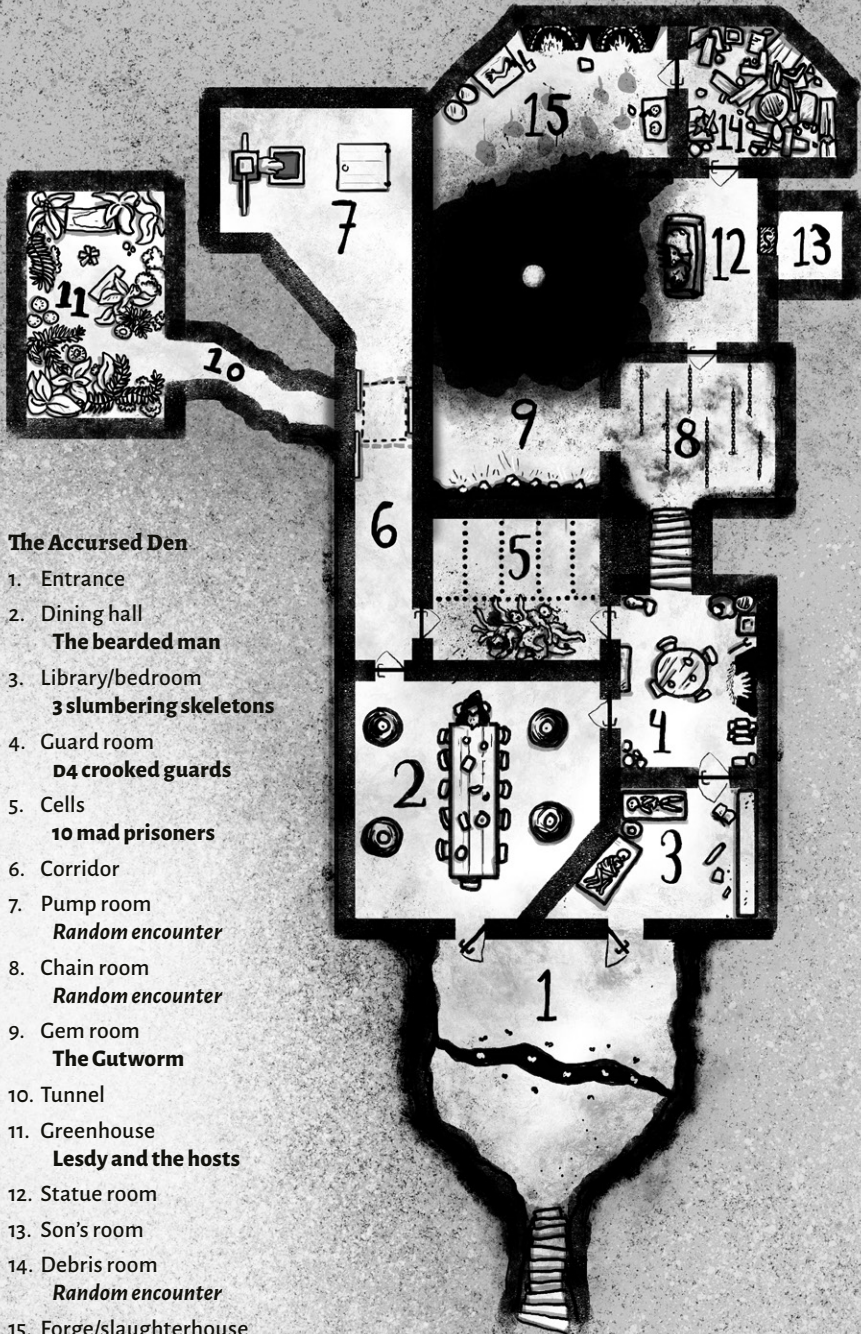 15
14
7
12
13
11
10
9
8
6
5
4
2
3
1
The Accursed Den
1. Entrance
2. Dining hall
The bearded man
3. Library/bedroom
3 slumbering skeletons
4. Guard room
D4 crooked guards
5. Cells
10 mad prisoners
6. Corridor
7. Pump room
Random encounter
8. Chain room
Random encounter
9. Gem room
The Gutworm
10. Tunnel
11. Greenhouse
Lesdy and the hosts
12. Statue room
13. Son's room
14. Debris room
Random encounter
15. Forge/slaughterhouse